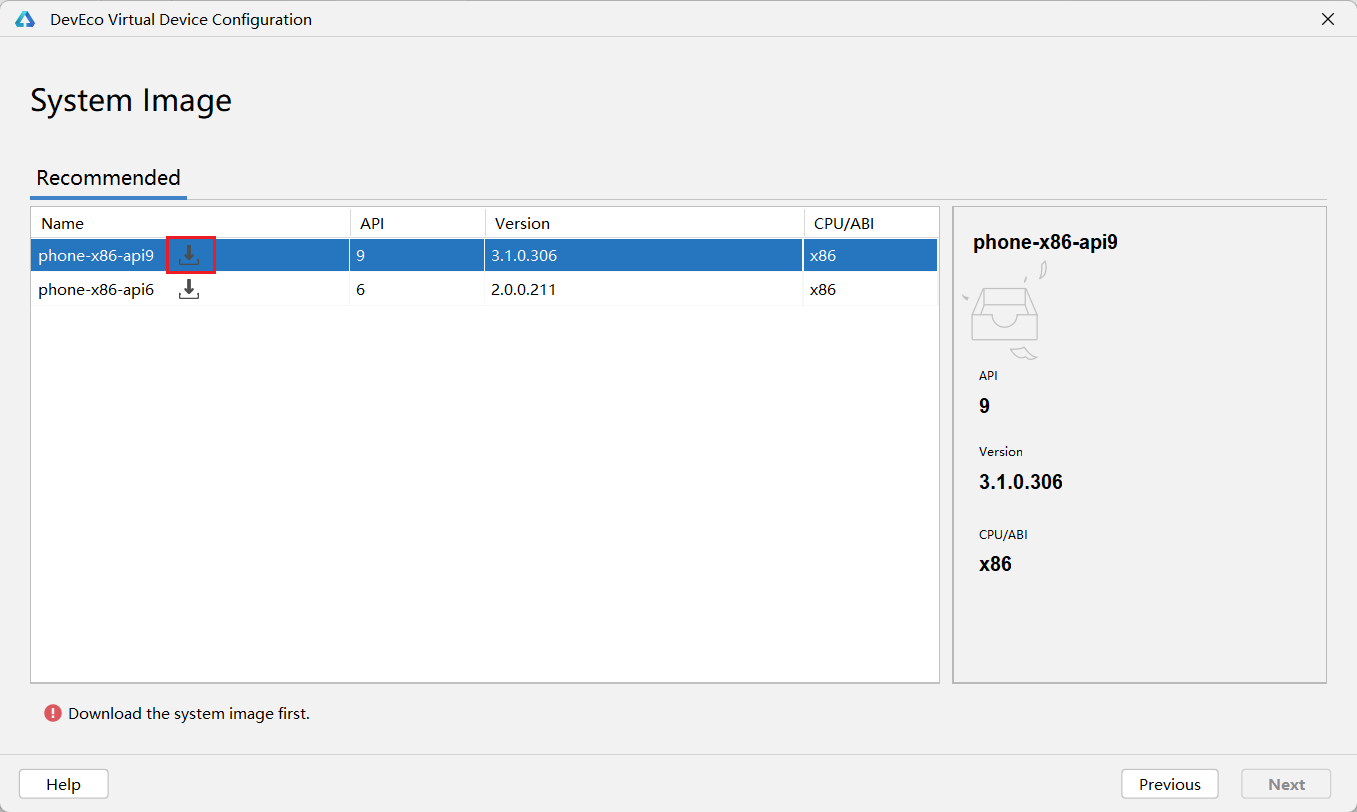 DevEco Virtual Device Configuration
System Image
Recommended
Name API Version CPU/ABI
phone-x86-api9 9 3.1.0.306 x86
phone-x86-api6 6 2.0.0.211 x86
phone-x86-api9
API
9
Version
3.1.0.306
CPU/ABI
x86
Download the system image first.
Help Previous Next